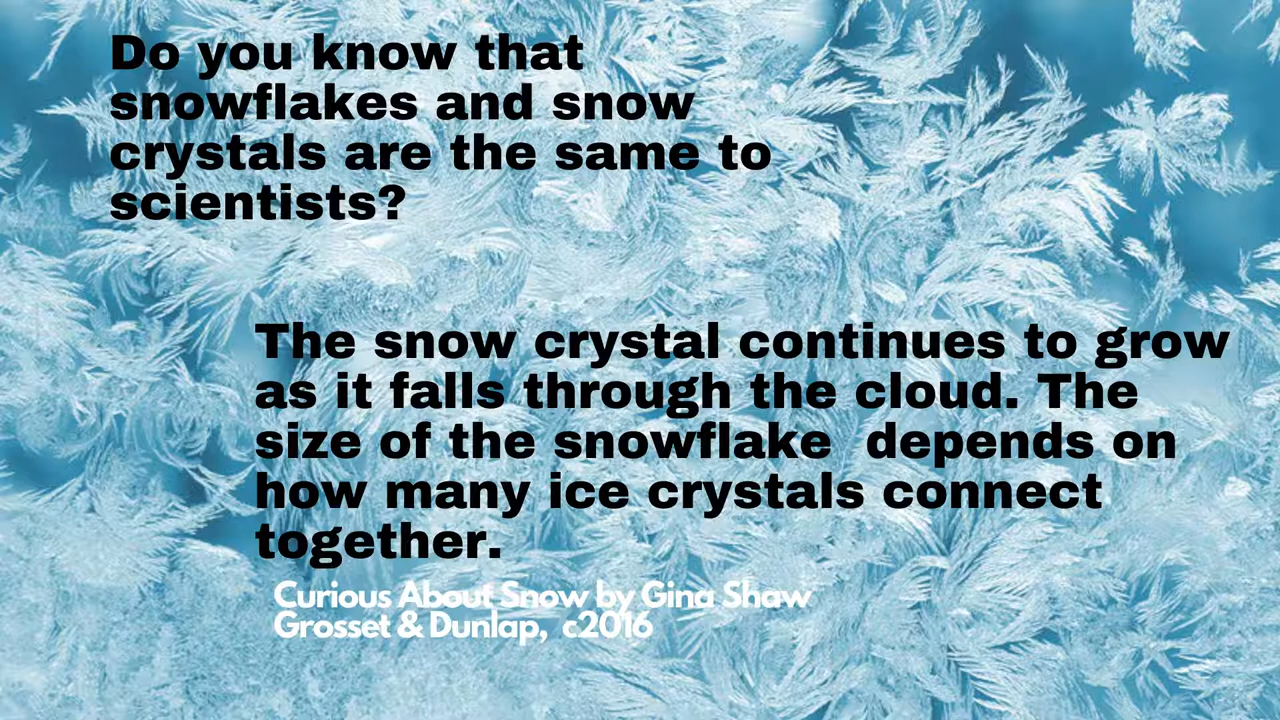 Do you know that
snowflakes and snow
crystals are the same to
scientists?
The snow crystal continues to grow
as it falls through the cloud. The
size of the snowflake  depends on
how many ice crystals connect
together.
Curious About Snow by Gina Shaw
Grosset & Dunlap,  c2016